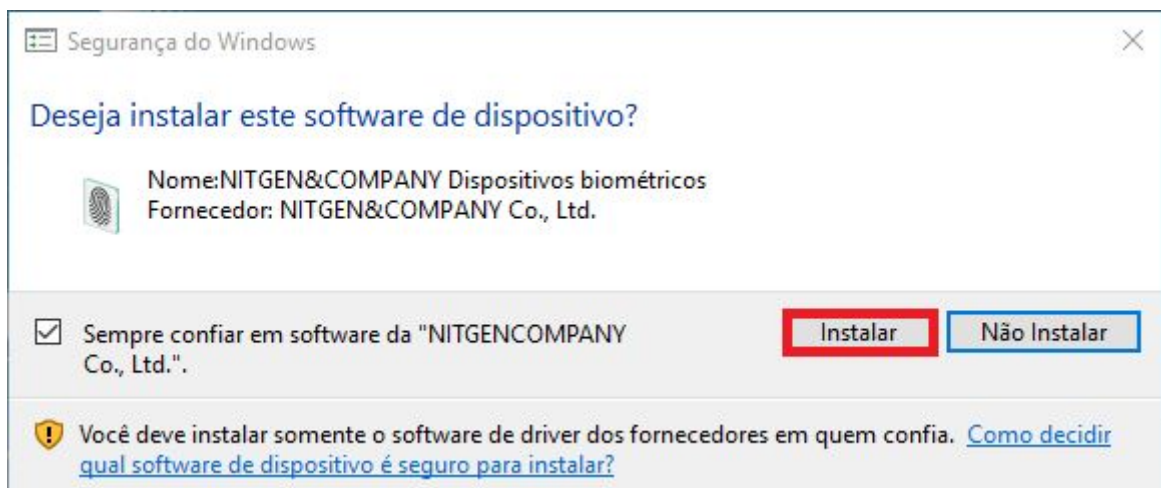 Segurança do Windows
Deseja instalar este software de dispositivo?
Nome:NITGEN&COMPANY Dispositivos biométricos
Fornecedor: NITGEN&COMPANY Co., Ltd.
Sempre confiar em software da "NITGENCOMPANY
Co., Ltd.".
Instalar
Não Instalar
Você deve instalar somente o software de driver dos fornecedores em quem confia. Como decidir
qual software de dispositivo é seguro para instalar?